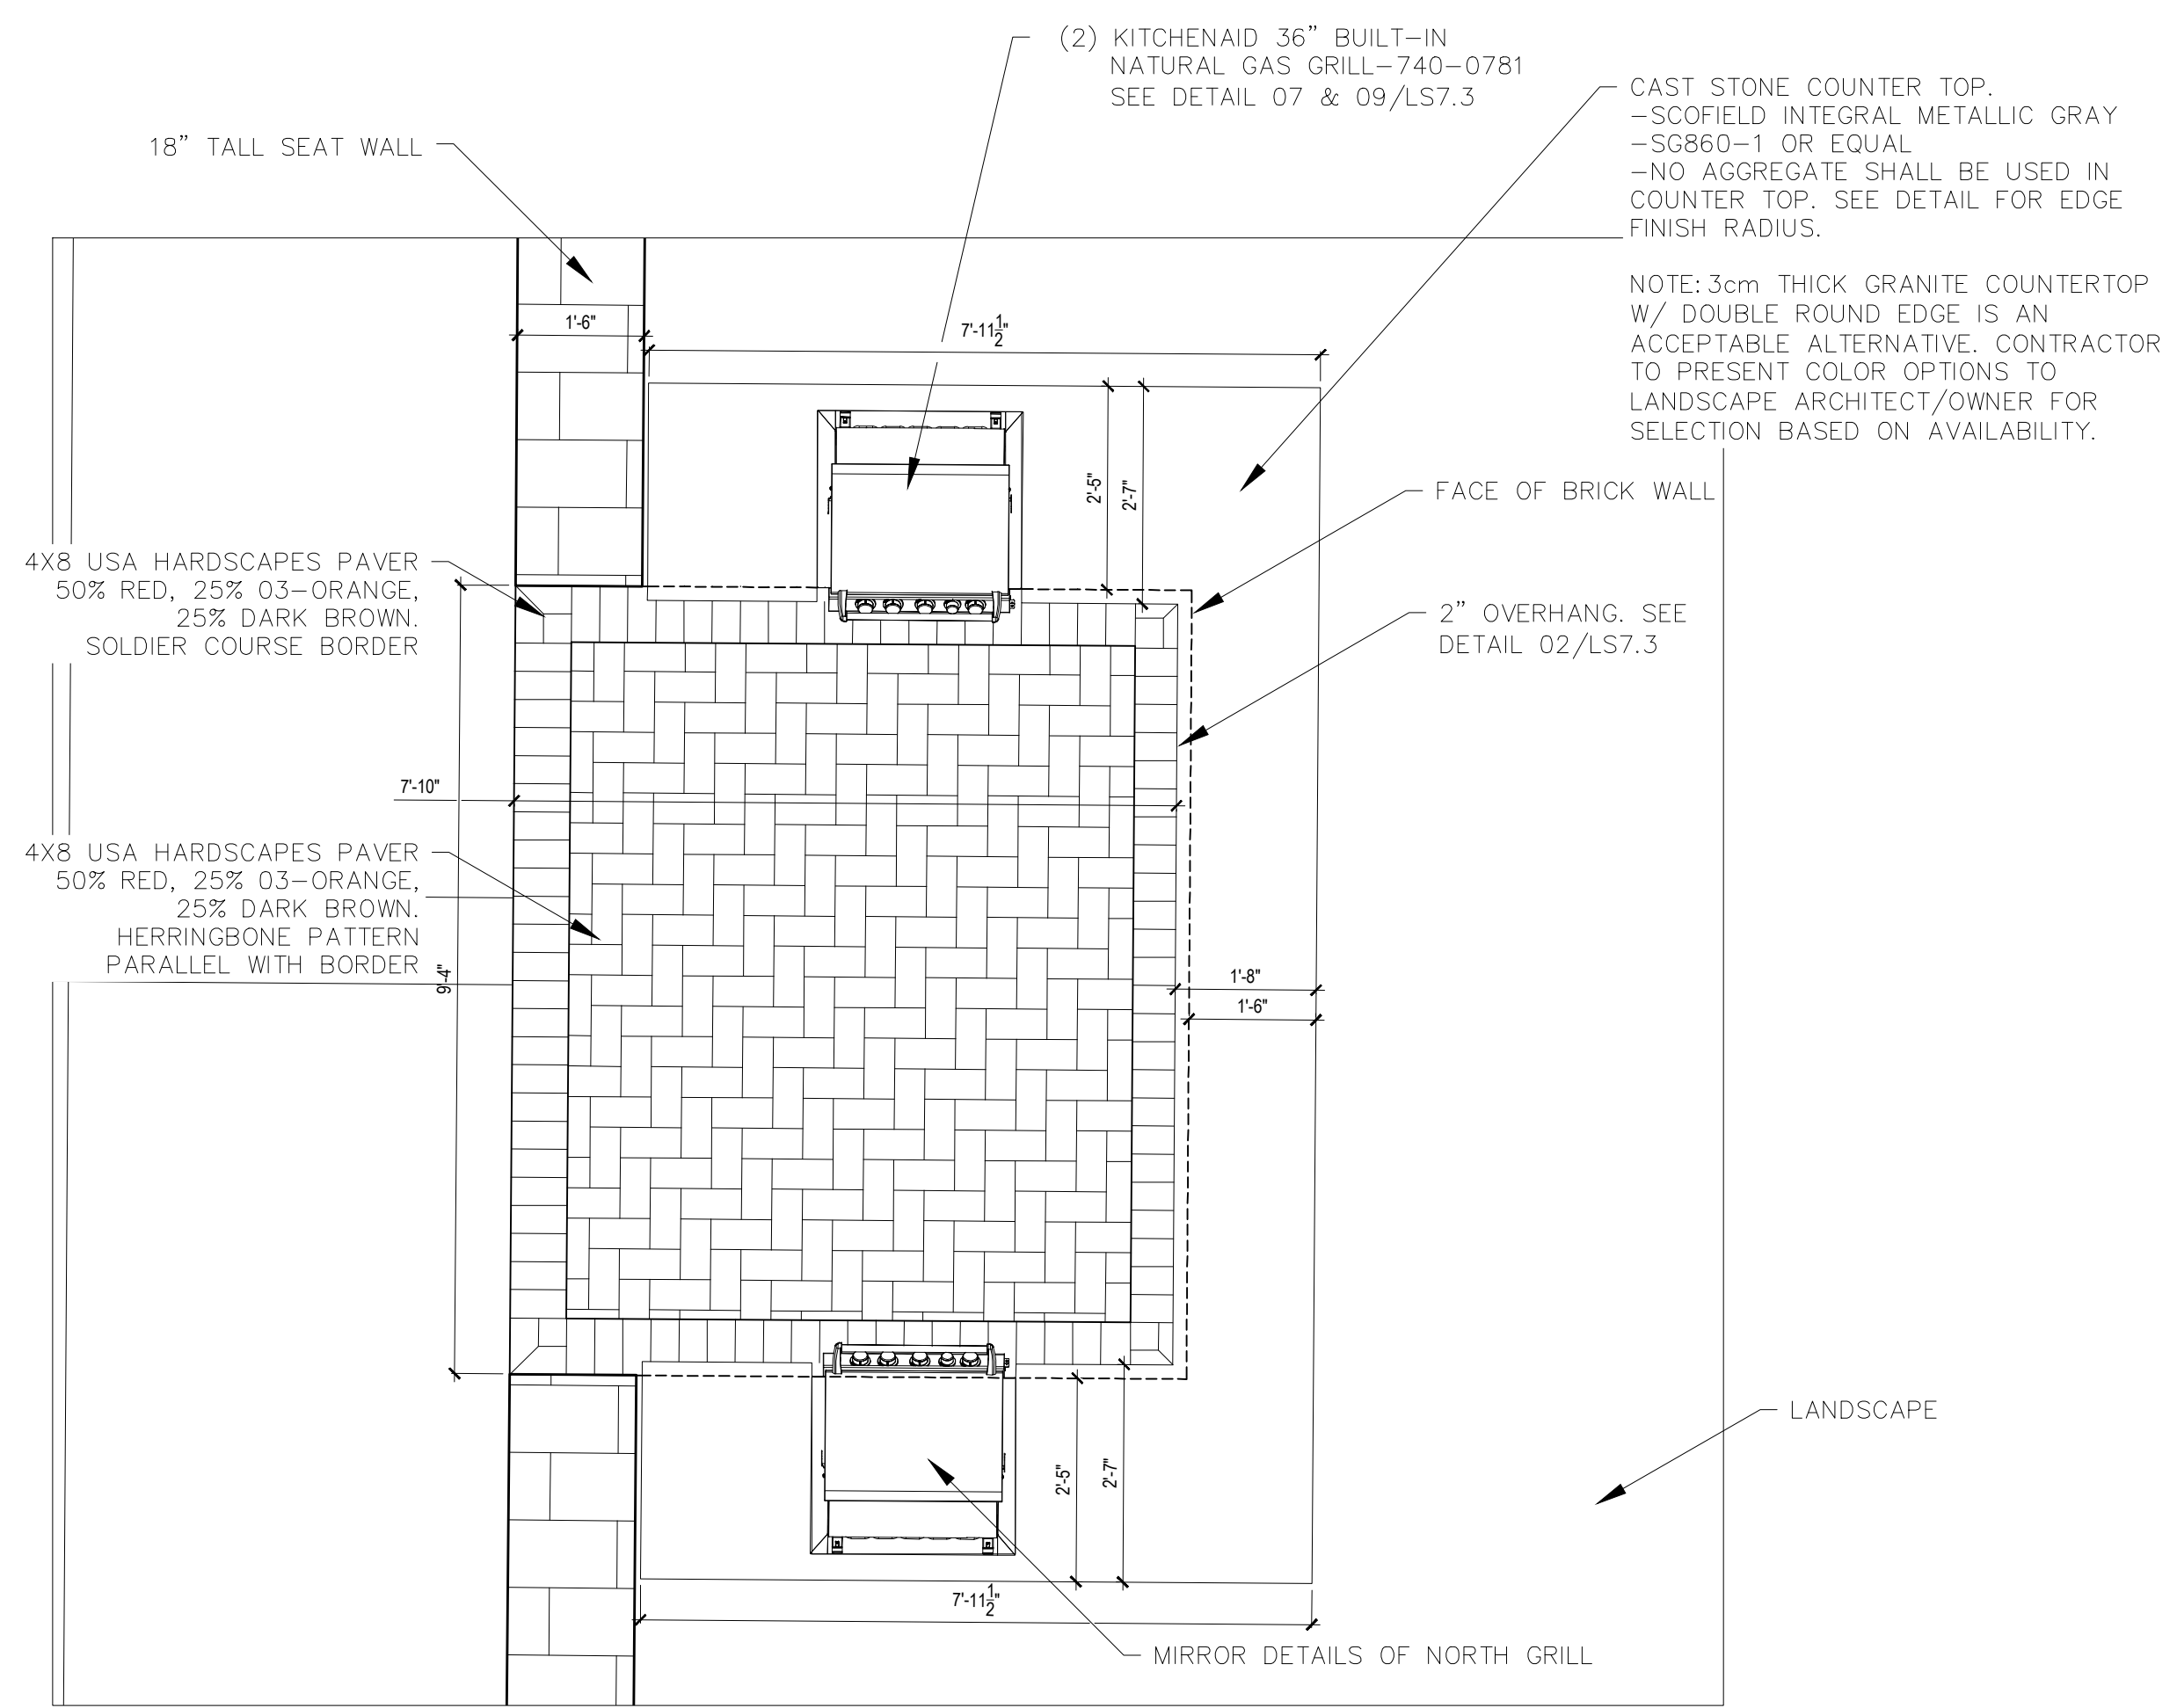 (2) KITCHENAID 36" BUILT-IN
NATURAL GAS GRILL-740-0781
SEE DETAIL 07 & 09/LS7.3
CAST STONE COUNTER TOP.
-SCOFIELD INTEGRAL METALLIC GRAY
-SG860-1 OR EQUAL
-NO AGGREGATE SHALL BE USED IN
COUNTER TOP. SEE DETAIL FOR EDGE
FINISH RADIUS.
NOTE: 3cm THICK GRANITE COUNTERTOP
W/ DOUBLE ROUND EDGE IS AN
ACCEPTABLE ALTERNATIVE. CONTRACTOR
TO PRESENT COLOR OPTIONS TO
LANDSCAPE ARCHITECT/OWNER FOR
SELECTION BASED ON AVAILABILITY.
18" TALL SEAT WALL
1'-6"
7'-11 1/2"
2'-5"
2'-7"
FACE OF BRICK WALL
4X8 USA HARDSCAPES PAVER
50% RED, 25% 03-ORANGE,
25% DARK BROWN.
SOLDIER COURSE BORDER
2" OVERHANG. SEE
DETAIL 02/LS7.3
7'-10"
4X8 USA HARDSCAPES PAVER
50% RED, 25% 03-ORANGE,
25% DARK BROWN.
HERRINGBONE PATTERN
PARALLEL WITH BORDER
9'-4"
1'-8"
1'-6"
LANDSCAPE
2'-5"
2'-7"
7'-11 1/2"
MIRROR DETAILS OF NORTH GRILL